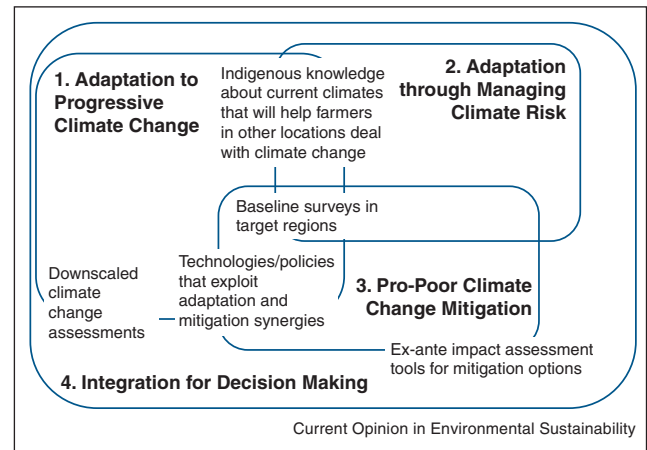 1. Adaptation to
Progressive
Climate Change
Indigenous knowledge
about current climates
that will help farmers
in other locations deal
with climate change
2. Adaptation
through Managing
Climate Risk
Baseline surveys in
target regions
Downscaled
climate
change
assessments
Technologies/policies
that exploit
adaptation and
mitigation synergies
3. Pro-Poor Climate
Change Mitigation
Ex-ante impact assessment
tools for mitigation options
4. Integration for Decision Making
Current Opinion in Environmental Sustainability